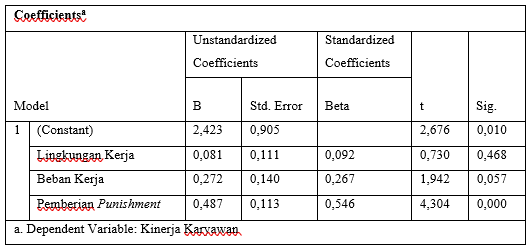 Coefficientsa
Unstandardized Coefficients
Standardized Coefficients
Model B Std. Error Beta t Sig.
1 (Constant) 2,423 0,905 2,676 0,010
Lingkungan Kerja 0,081 0,111 0,092 0,730 0,468
Beban Kerja 0,272 0,140 0,267 1,942 0,057
Pemberian Punishment 0,487 0,113 0,546 4,304 0,000
a. Dependent Variable: Kinerja Karyawan